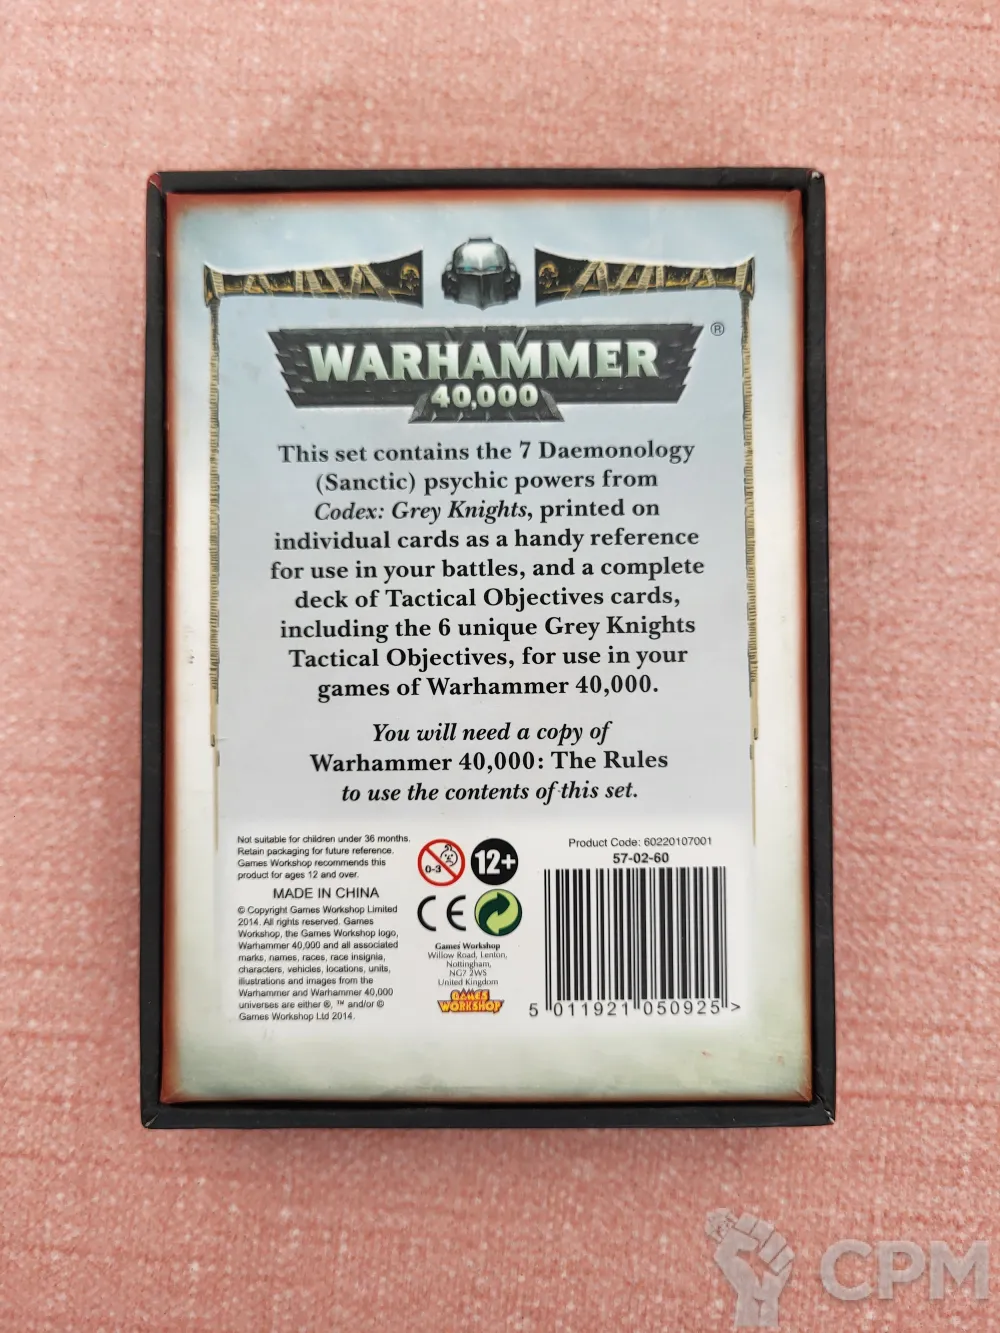 WARHAMMER ®
40,000
This set contains the 7 Daemonology
(Sanctic) psychic powers from
Codex: Grey Knights, printed on
individual cards as a handy reference
for use in your battles, and a complete
deck of Tactical Objectives cards,
including the 6 unique Grey Knights
Tactical Objectives, for use in your
games of Warhammer 40,000.
You will need a copy of
Warhammer 40,000: The Rules
to use the contents of this set.
Not suitable for children under 36 months.
Retain packaging for future reference.
Games Workshop recommends this
product for ages 12 and over.
MADE IN CHINA
© Copyright Games Workshop Limited
2014. All rights reserved. Games
Workshop, the Games Workshop logo,
Warhammer 40,000 and all associated
marks, names, races, race insignia,
characters, vehicles, locations, units,
illustrations and images from the
Warhammer and Warhammer 40,000
universes are either ®, ™ and/or ©
Games Workshop Ltd 2014.
0-3
12+
CE
Games Workshop
Willow Road, Lenton,
Nottingham,
NG7 2WS
United Kingdom
GAMES
WORKSHOP
Product Code: 60220107001
57-02-60
5 011921 050925 >
CPM